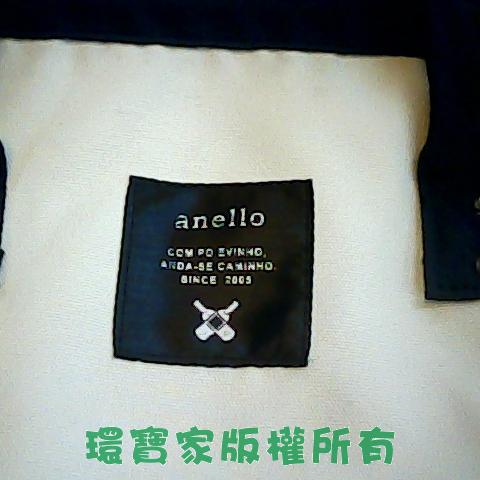 anello
COM PO EVINHO,
ANDA-SE CAMINHO.
SINCE 2005
環寶家版權所有